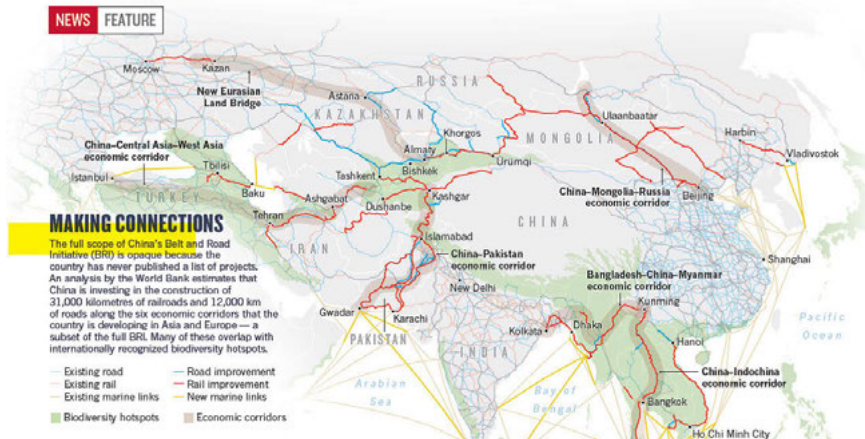 NEWS FEATURE
Moscow
Kazan
New Eurasian
Land Bridge
RUSSIA
Astana
KAZAKHSTAN
Ulaanbaatar
Harbin
Khorgos
MONGOLIA
China–Central Asia–West Asia
economic corridor
Almaty
Vladivostok
Tbilisi
Bishkek
Urumqi
Istanbul
Tashkent
Baku
Ashgabat
Kashgar
China–Mongolia–Russia
economic corridor
Beijing
TURKEY
Dushanbe
Tehran
CHINA
MAKING CONNECTIONS
The full scope of China's Belt and Road
Initiative (BRI) is opaque because the
country has never published a list of projects.
An analysis by the World Bank estimates that
China is investing in the construction of
31,000 kilometres of railroads and 12,000 km
of roads along the six economic corridors that the
country is developing in Asia and Europe — a
subset of the full BRI. Many of these overlap with
internationally recognized biodiversity hotspots.
IRAN
Islamabad
China–Pakistan
economic corridor
Shanghai
Bangladesh–China–Myanmar
economic corridor
New Delhi
Gwadar
Karachi
Kunming
PAKISTAN
Kolkata
Dhaka
Pacific
Ocean
Hanoi
INDIA
China–Indochina
economic corridor
Arabian
Sea
Bay of
Bengal
Bangkok
Ho Chi Minh City
Existing road
Road improvement
Existing rail
Rail improvement
Existing marine links
New marine links
Biodiversity hotspots
Economic corridors